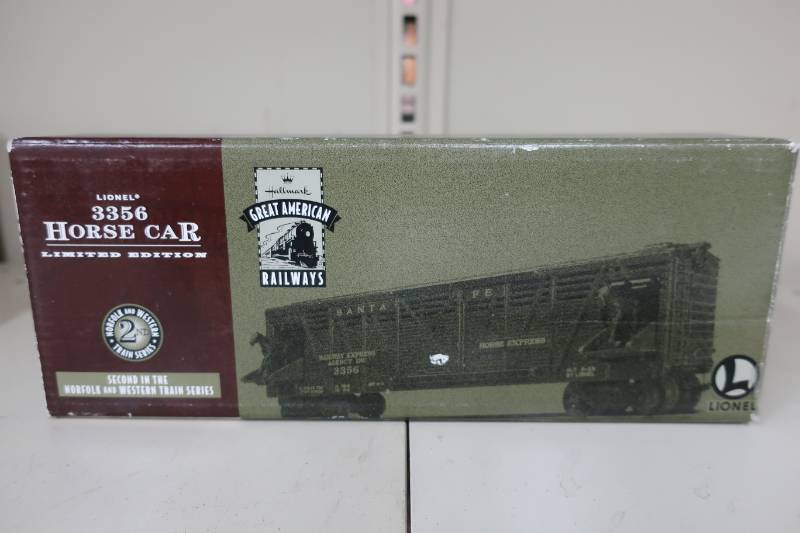 LIONEL®
3356
HORSE CAR
LIMITED EDITION
NORFOLK AND WESTERN
2ND
TRAIN SERIES
SECOND IN THE
NORFOLK AND WESTERN TRAIN SERIES
Hallmark
GREAT AMERICAN
RAILWAYS
SANTA FE
RAILWAY EXPRESS
AGENCY INC
3356
HORSE EXPRESS
L
LIONEL